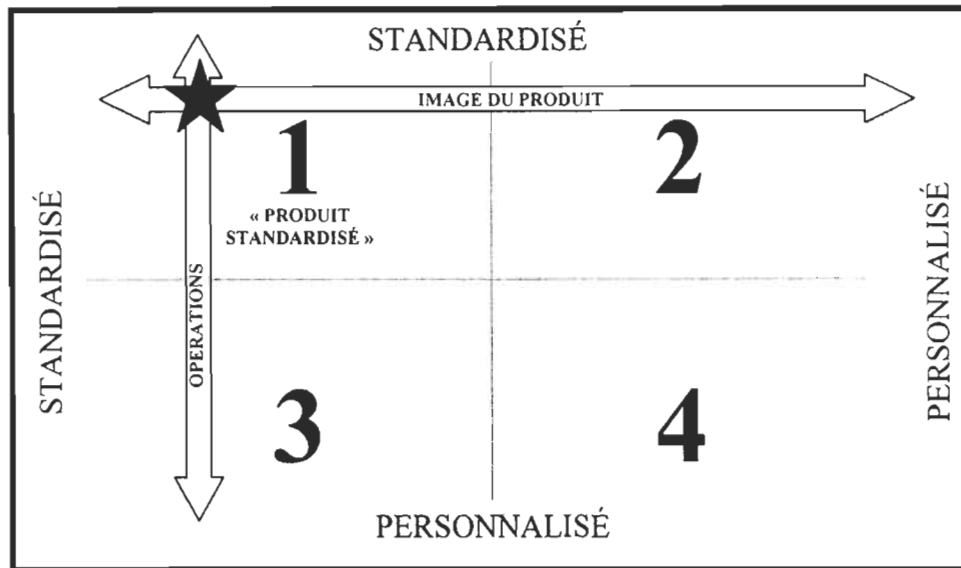 STANDARDISÉ
IMAGE DU PRODUIT
1
2
« PRODUIT
STANDARDISÉ »
STANDARDISÉ
PERSONNALISÉ
OPERATIONS
3
4
PERSONNALISÉ